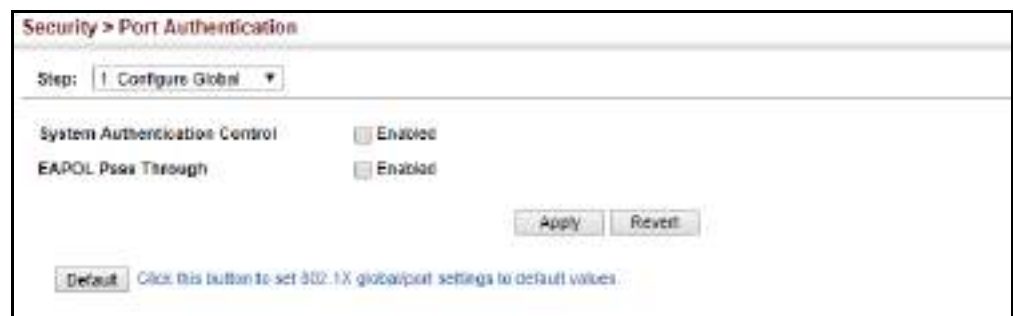 Security > Port Authentication
Step: 1. Configure Global
System Authentication Control Enabled
EAPOL Pass Through Enabled
Apply Revert
Default Click this button to set 802.1X global/port settings to default values.